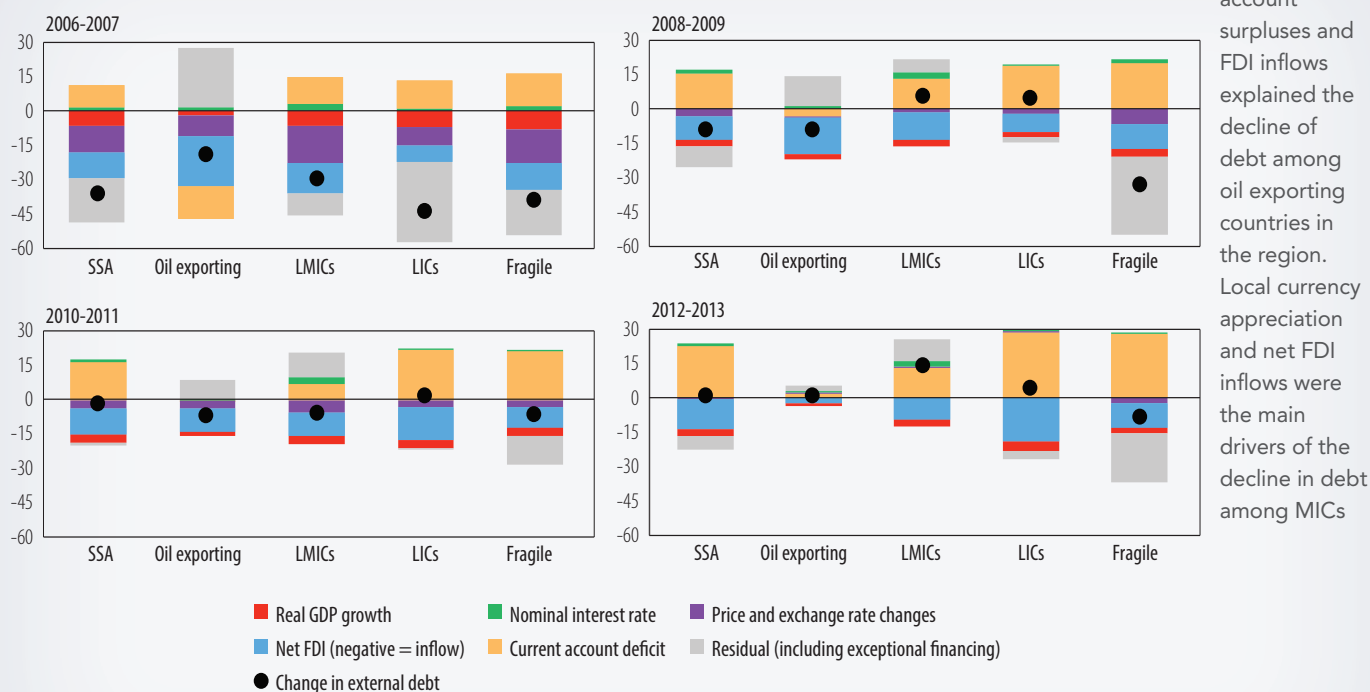 2006-2007
30
15
0
-15
-30
-45
-60
SSA Oil exporting LMICs LICs Fragile
2008-2009
30
15
0
-15
-30
-45
-60
SSA Oil exporting LMICs LICs Fragile
2010-2011
30
15
0
-15
-30
-45
-60
SSA Oil exporting LMICs LICs Fragile
2012-2013
30
15
0
-15
-30
-45
-60
SSA Oil exporting LMICs LICs Fragile
Real GDP growth Nominal interest rate Price and exchange rate changes
Net FDI (negative = inflow) Current account deficit Residual (including exceptional financing)
Change in external debt
account
surpluses and
FDI inflows
explained the
decline of
debt among
oil exporting
countries in
the region.
Local currency
appreciation
and net FDI
inflows were
the main
drivers of the
decline in debt
among MICs